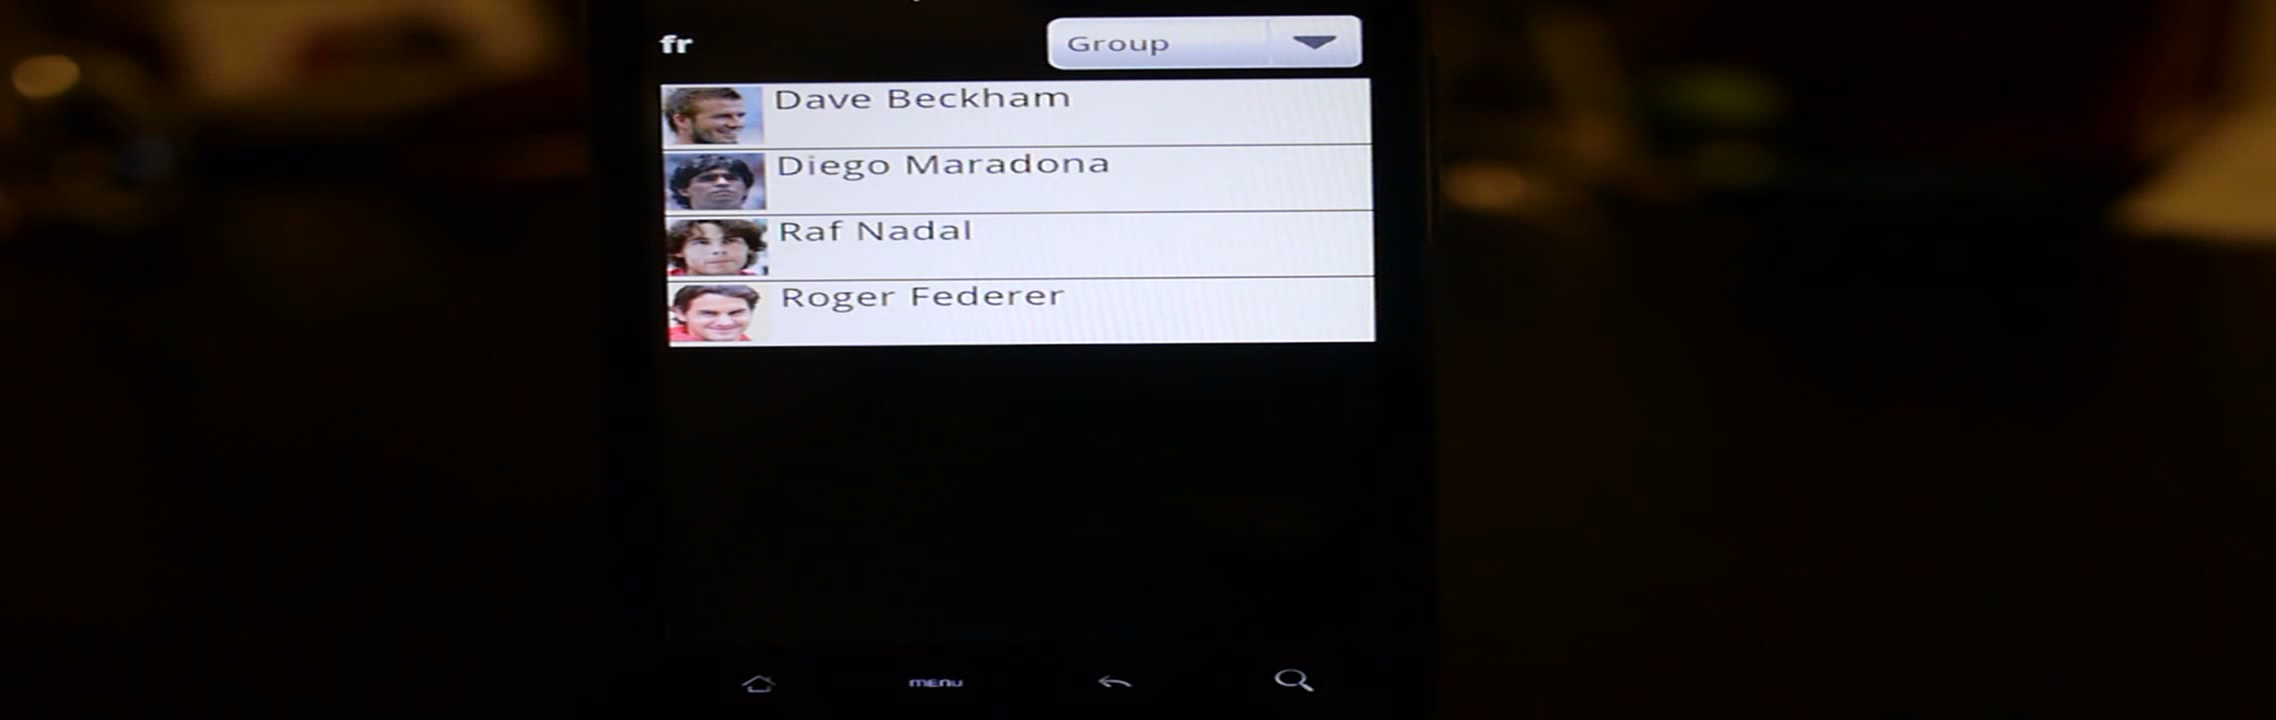 fr
Group
Dave Beckham
Diego Maradona
Raf Nadal
Roger Federer
menu